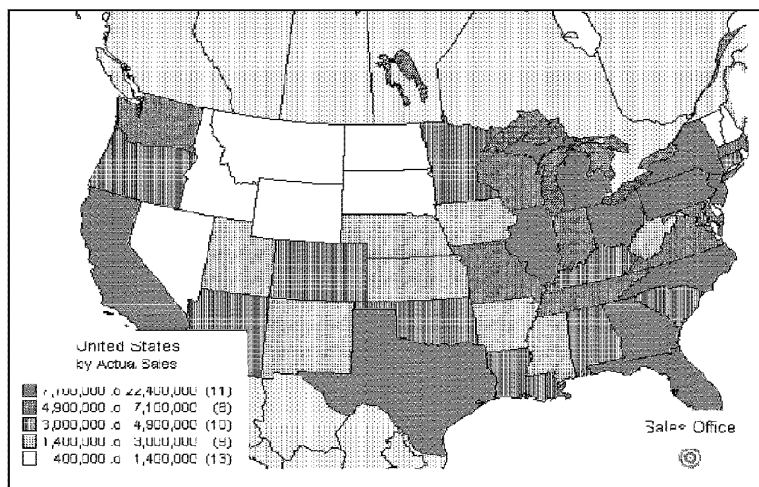 United States
by Actual Sales
7,100,000 to 22,400,000 (11)
4,900,000 to 7,100,000 (8)
3,000,000 to 4,900,000 (10)
1,400,000 to 3,000,000 (9)
400,000 to 1,400,000 (13)
Sales Office